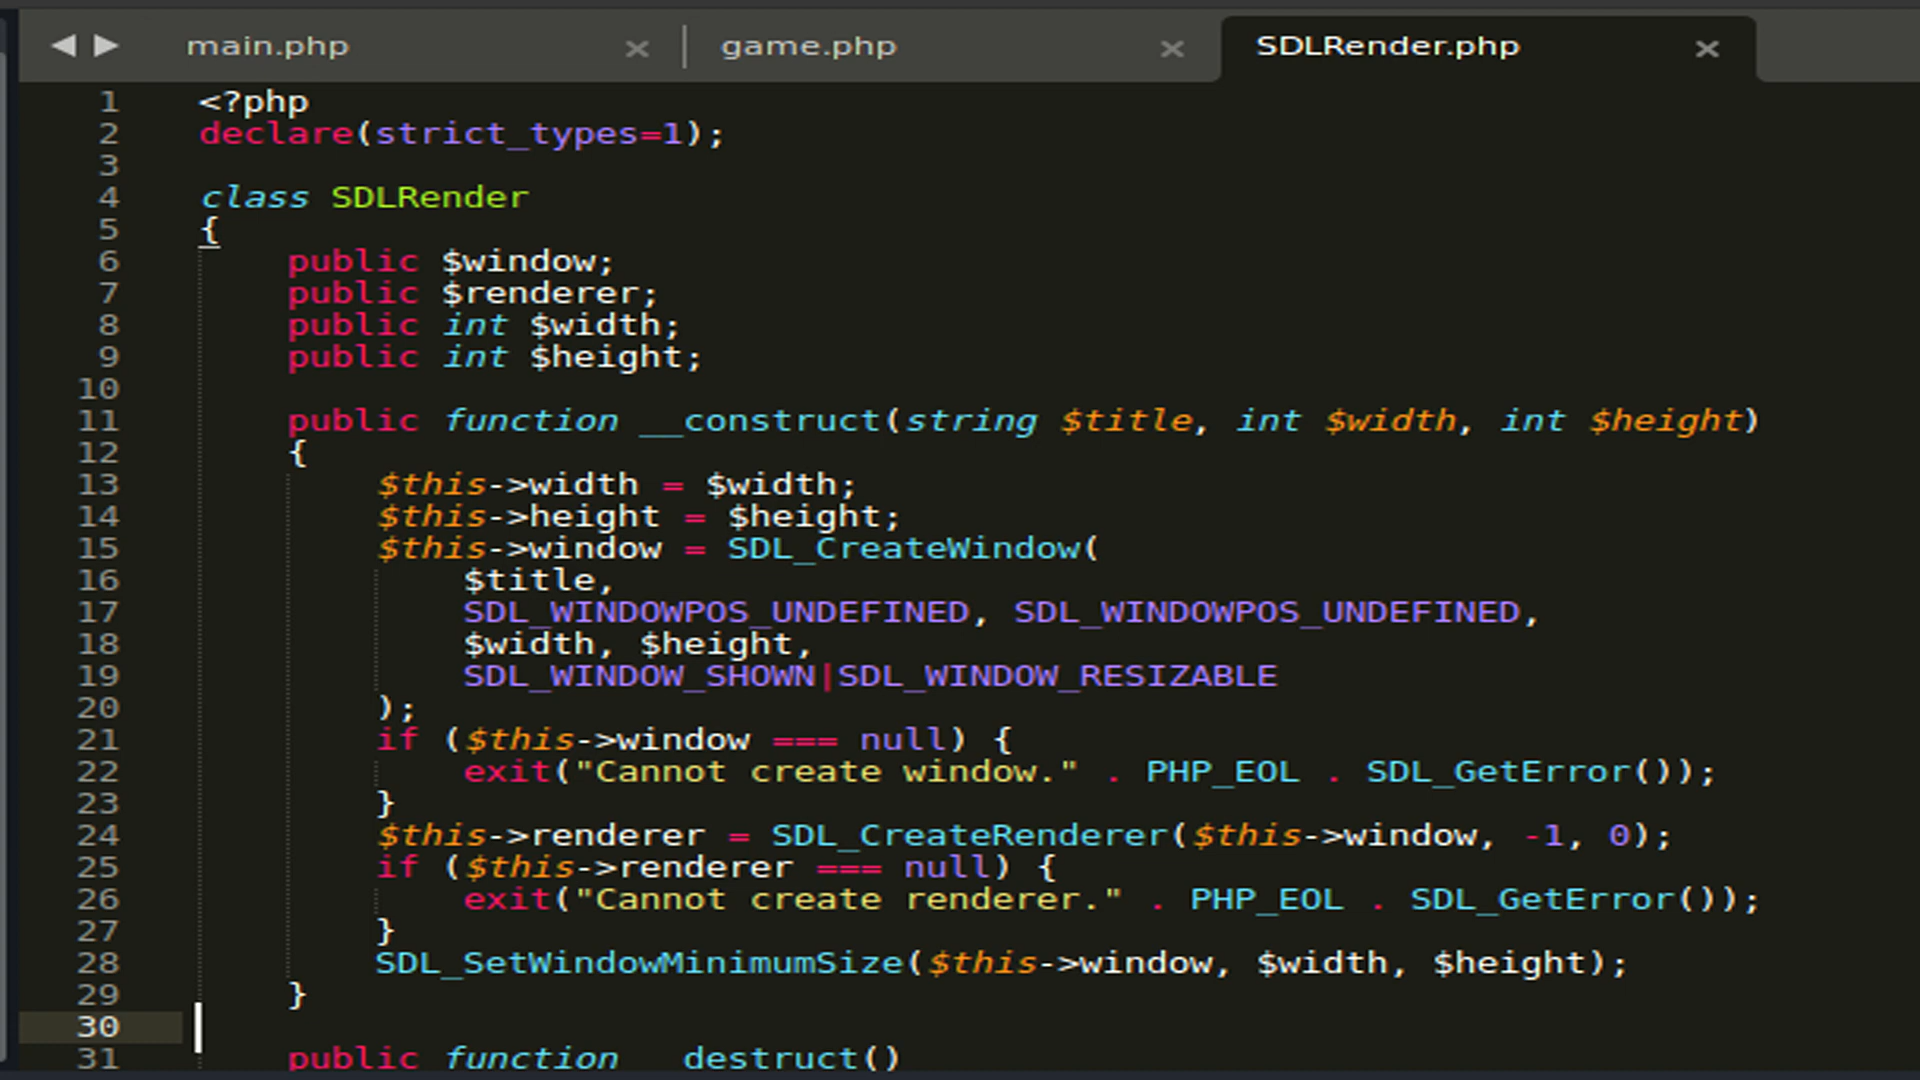 main.php × game.php × SDLRender.php ×
1 <?php
2 declare(strict_types=1);
3
4 class SDLRender
5 {
6     public $window;
7     public $renderer;
8     public int $width;
9     public int $height;
10
11     public function __construct(string $title, int $width, int $height)
12     {
13         $this->width = $width;
14         $this->height = $height;
15         $this->window = SDL_CreateWindow(
16             $title,
17             SDL_WINDOWPOS_UNDEFINED, SDL_WINDOWPOS_UNDEFINED,
18             $width, $height,
19             SDL_WINDOW_SHOWN|SDL_WINDOW_RESIZABLE
20         );
21         if ($this->window === null) {
22             exit("Cannot create window." . PHP_EOL . SDL_GetError());
23         }
24         $this->renderer = SDL_CreateRenderer($this->window, -1, 0);
25         if ($this->renderer === null) {
26             exit("Cannot create renderer." . PHP_EOL . SDL_GetError());
27         }
28         SDL_SetWindowMinimumSize($this->window, $width, $height);
29     }
30
31     public function __destruct()